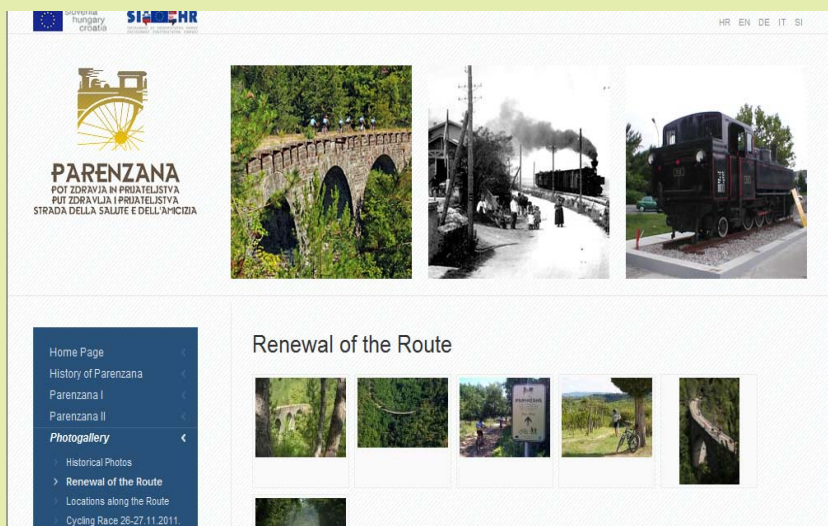 slovenia
hungary
croatia
HR EN DE IT SI
PARENZANA
POT ZDRAVJA IN PRIJATELJSTVA
PUT ZDRAVLJA I PRIJATELJSTVA
STRADA DELLA SALUTE E DELL'AMICIZIA
Home Page
History of Parenzana
Parenzana I
Parenzana II
Photogallery
Historical Photos
Renewal of the Route
Locations along the Route
Cycling Race 26-27.11.2011.
Renewal of the Route
PARENZANA